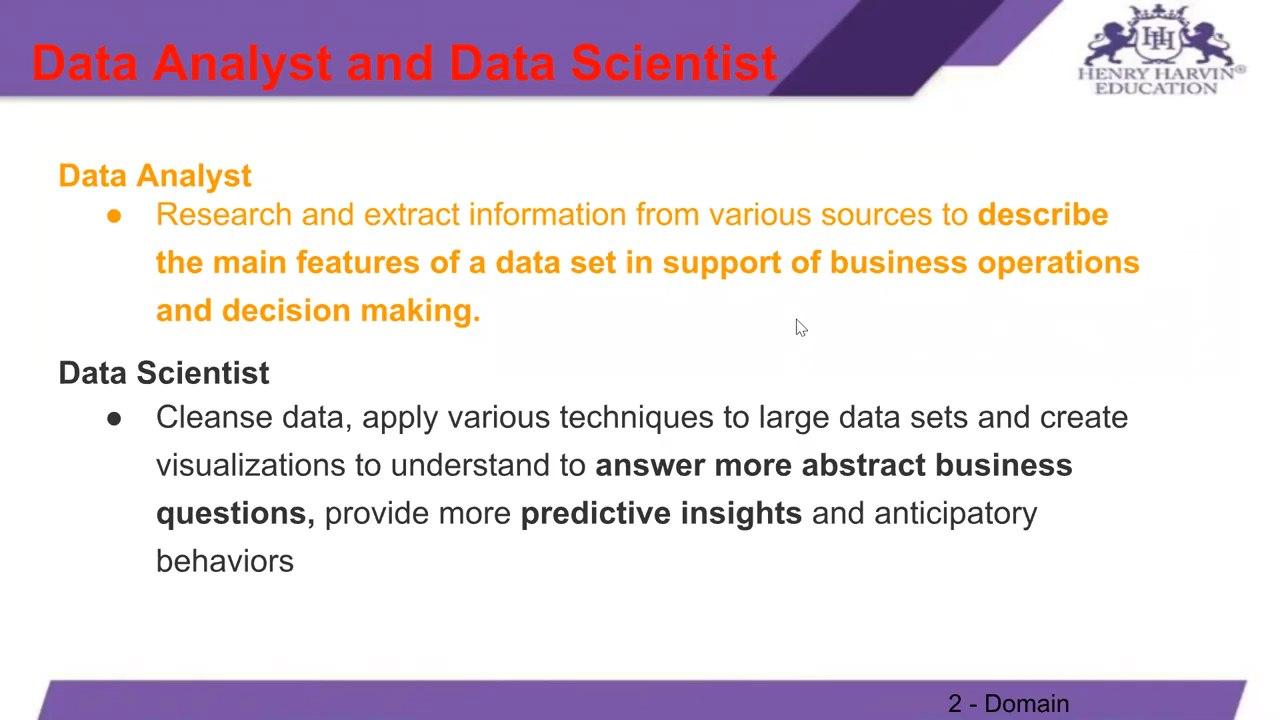 Data Analyst and Data Scientist
HENRY HARVIN®
EDUCATION
Data Analyst
● Research and extract information from various sources to describe
the main features of a data set in support of business operations
and decision making.
Data Scientist
● Cleanse data, apply various techniques to large data sets and create
visualizations to understand to answer more abstract business
questions, provide more predictive insights and anticipatory
behaviors
2 - Domain